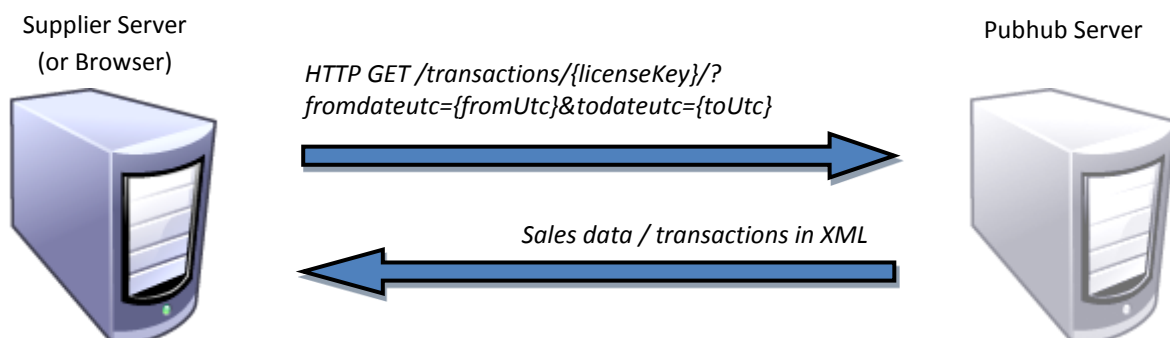 Supplier Server
(or Browser)
Pubhub Server
HTTP GET /transactions/{licenseKey}/?
fromdateutc={fromUtc}&todateutc={toUtc}
Sales data / transactions in XML